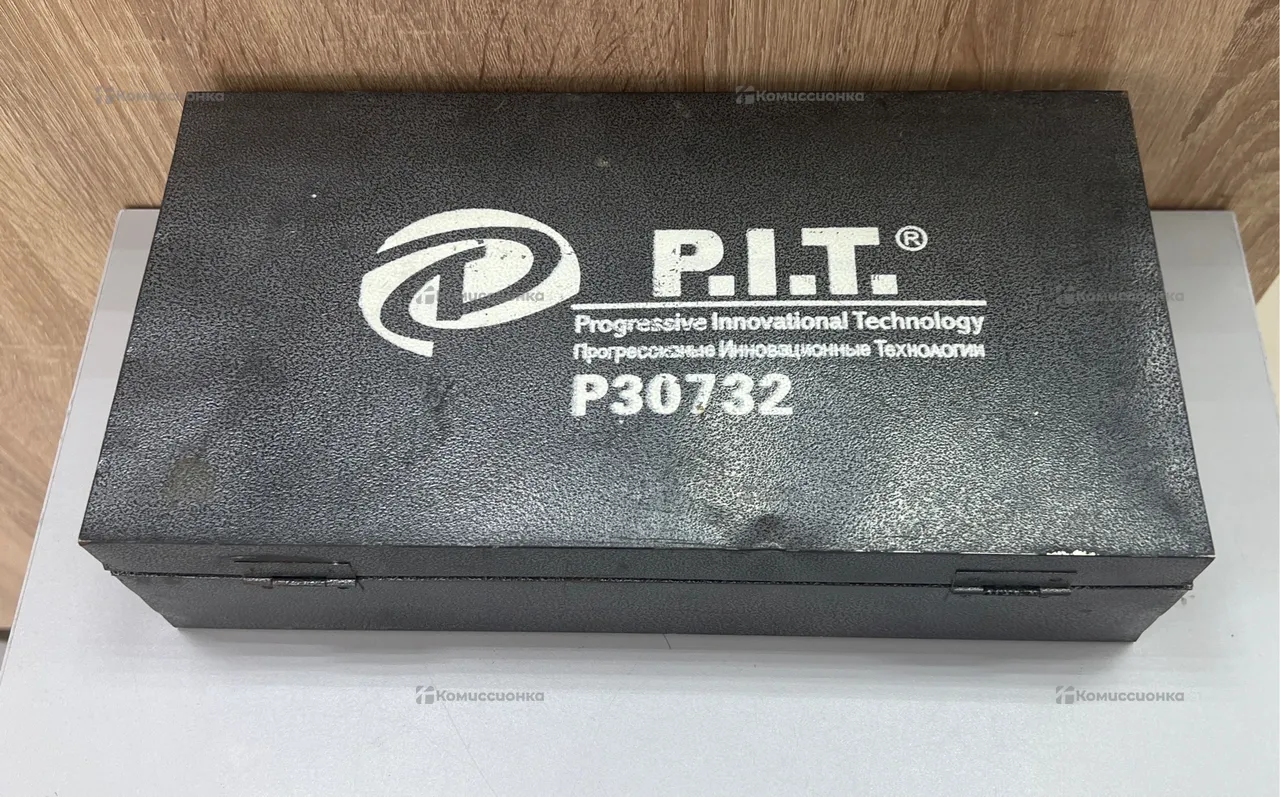 Комиссионка Комиссионка
P.I.T.®
Комиссионка Комиссионка
Progressive Innovational Technology
Прогрессивные Инновационные Технологии
P30732
Комиссионка Комиссионка